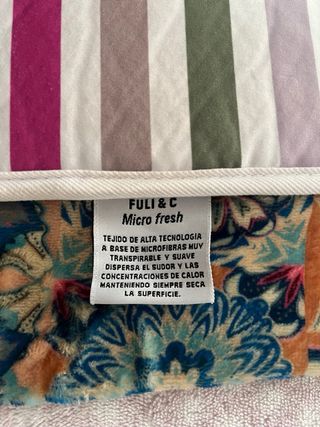 FULI & C
Micro fresh
TEJIDO DE ALTA TECNOLOGÍA
A BASE DE MICROFIBRAS MUY
TRANSPIRABLE Y SUAVE
DISPERSA EL SUDOR Y LAS
CONCENTRACIONES DE CALOR
MANTENIENDO SIEMPRE SECA
LA SUPERFICIE.